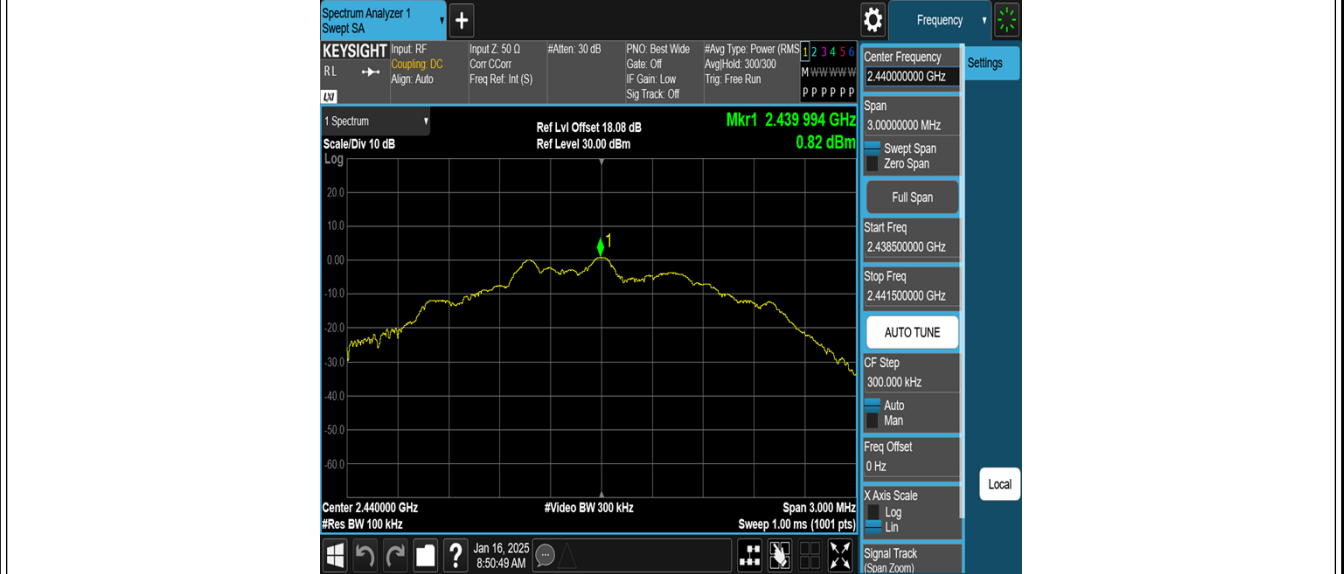 Spectrum Analyzer 1
Swept SA
+
Frequency
KEYSIGHT
RL
LXI
Input: RF
Coupling: DC
Align: Auto
Input Z: 50 Ω
Corr CCorr
Freq Ref: Int (S)
#Atten: 30 dB
PNO: Best Wide
Gate: Off
IF Gain: Low
Sig Track: Off
#Avg Type: Power (RMS
Avg|Hold: 300/300
Trig: Free Run
1 2 3 4 5 6
M W W W W W
P P P P P P
1 Spectrum
Scale/Div 10 dB
Log
Ref Lvl Offset 18.08 dB
Ref Level 30.00 dBm
Mkr1 2.439 994 GHz
0.82 dBm
20.0
10.0
0.00
-10.0
-20.0
-30.0
-40.0
-50.0
-60.0
1
Center 2.440000 GHz
#Res BW 100 kHz
#Video BW 300 kHz
Span 3.000 MHz
Sweep 1.00 ms (1001 pts)
Center Frequency
2.440000000 GHz
Span
3.00000000 MHz
Swept Span
Zero Span
Full Span
Start Freq
2.438500000 GHz
Stop Freq
2.441500000 GHz
AUTO TUNE
CF Step
300.000 kHz
Auto
Man
Freq Offset
0 Hz
X Axis Scale
Log
Lin
Signal Track
(Span Zoom)
Settings
Local
?
Jan 16, 2025
8:50:49 AM